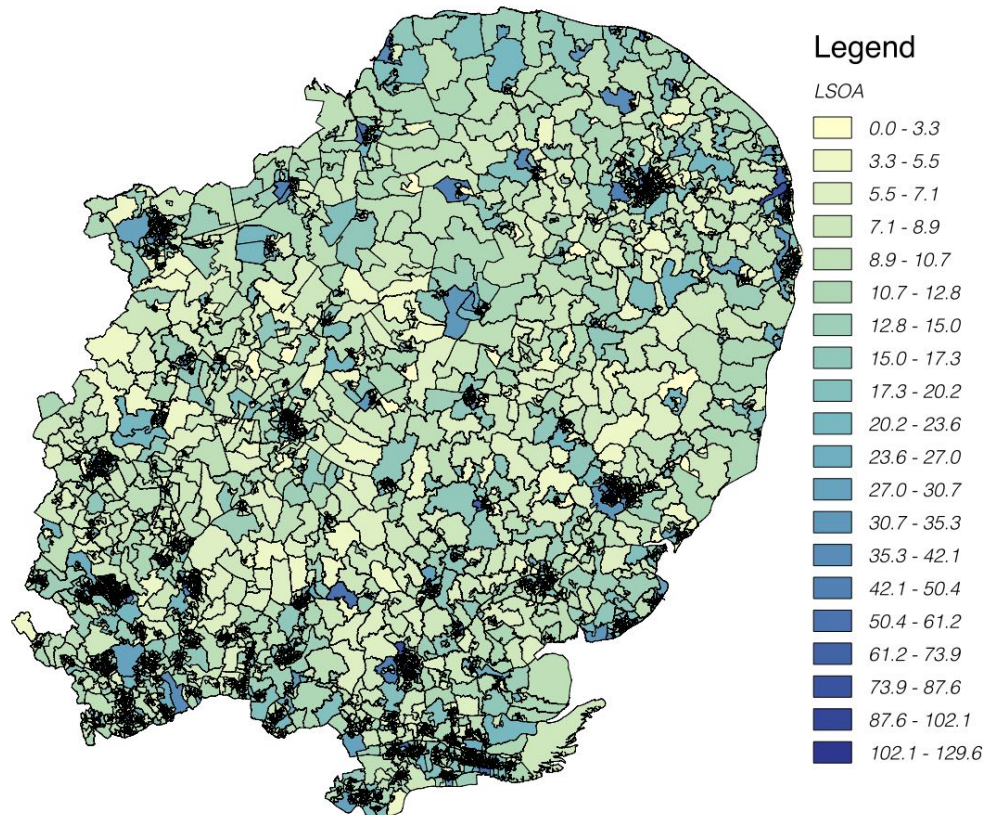 Legend
LSOA
0.0 - 3.3
3.3 - 5.5
5.5 - 7.1
7.1 - 8.9
8.9 - 10.7
10.7 - 12.8
12.8 - 15.0
15.0 - 17.3
17.3 - 20.2
20.2 - 23.6
23.6 - 27.0
27.0 - 30.7
30.7 - 35.3
35.3 - 42.1
42.1 - 50.4
50.4 - 61.2
61.2 - 73.9
73.9 - 87.6
87.6 - 102.1
102.1 - 129.6